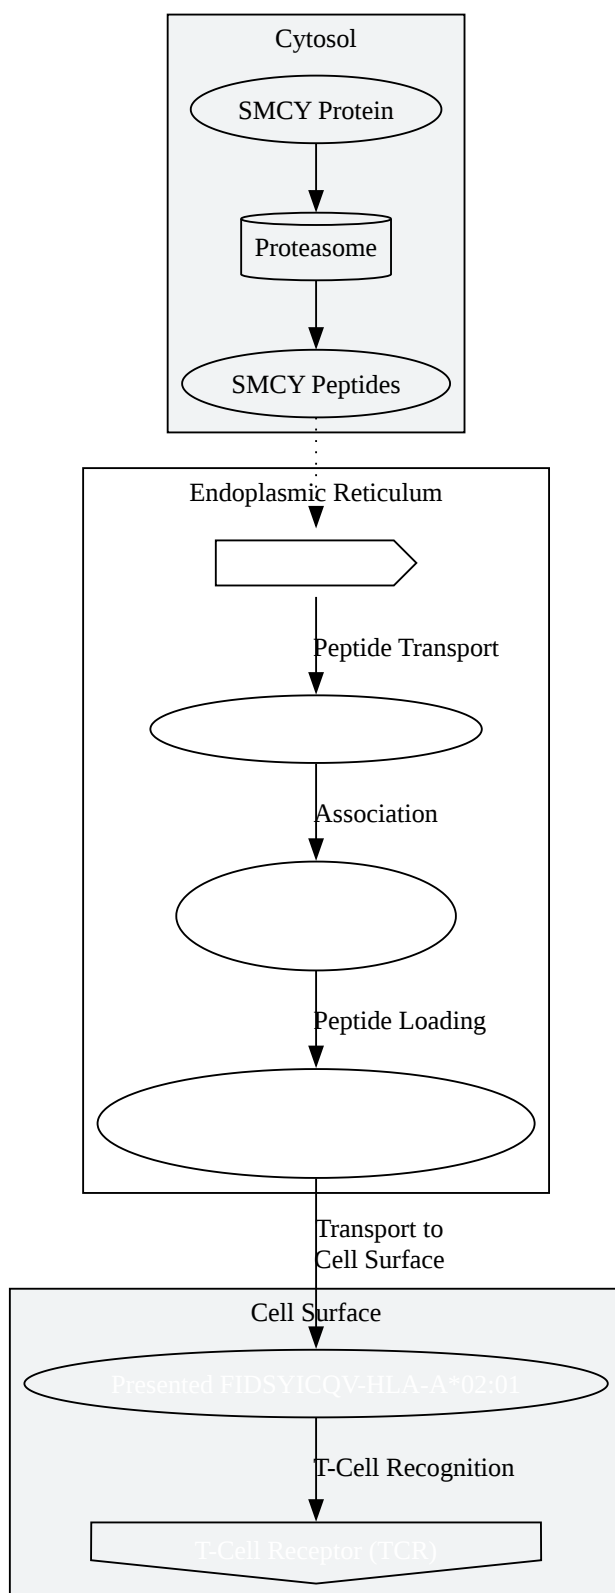 Cytosol
SMCY Protein
Proteasome
SMCY Peptides
Endoplasmic Reticulum
Peptide Transport
Association
Peptide Loading
Transport to
Cell Surface
Cell Surface
Presented FIDSYICQV-HLA-A*02:01
T-Cell Recognition
T-Cell Receptor (TCR)